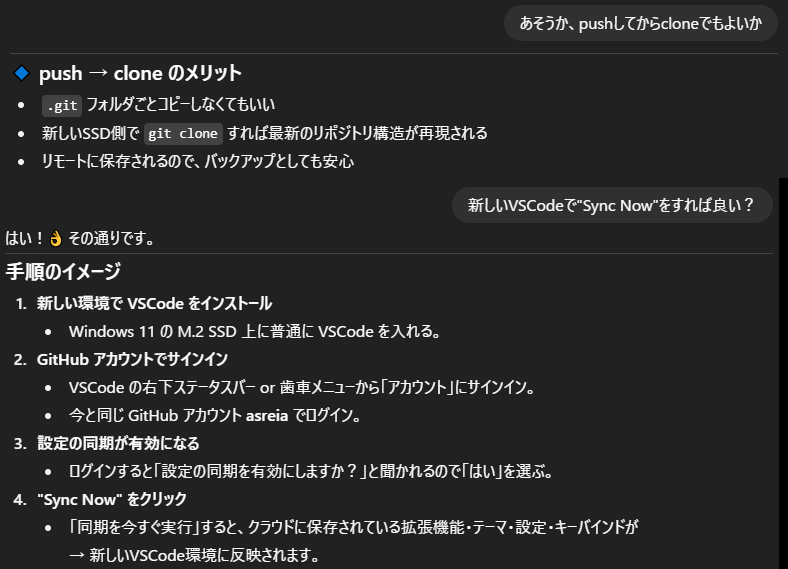 あそうか、pushしてからcloneでもよいか
🔷 push → clone のメリット
• .git フォルダごとコピーしなくてもいい
• 新しいSSD側で git clone すれば最新のリポジトリ構造が再現される
• リモートに保存されるので、バックアップとしても安心
新しいVSCodeで"Sync Now"をすれば良い？
はい！👌 その通りです。
手順のイメージ
1. 新しい環境で VSCode をインストール
• Windows 11 の M.2 SSD 上に普通に VSCode を入れる。
2. GitHub アカウントでサインイン
• VSCode の右下ステータスバー or 歯車メニューから「アカウント」にサインイン。
• 今と同じ GitHub アカウント asreia でログイン。
3. 設定の同期が有効になる
• ログインすると「設定の同期を有効にしますか？」と聞かれるので「はい」を選ぶ。
4. "Sync Now" をクリック
• 「同期を今すぐ実行」すると、クラウドに保存されている拡張機能・テーマ・設定・キーバインドが
→ 新しいVSCode環境に反映されます。